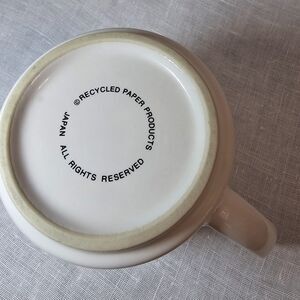 ©RECYCLED PAPER PRODUCTS
ALL RIGHTS RESERVED
JAPAN